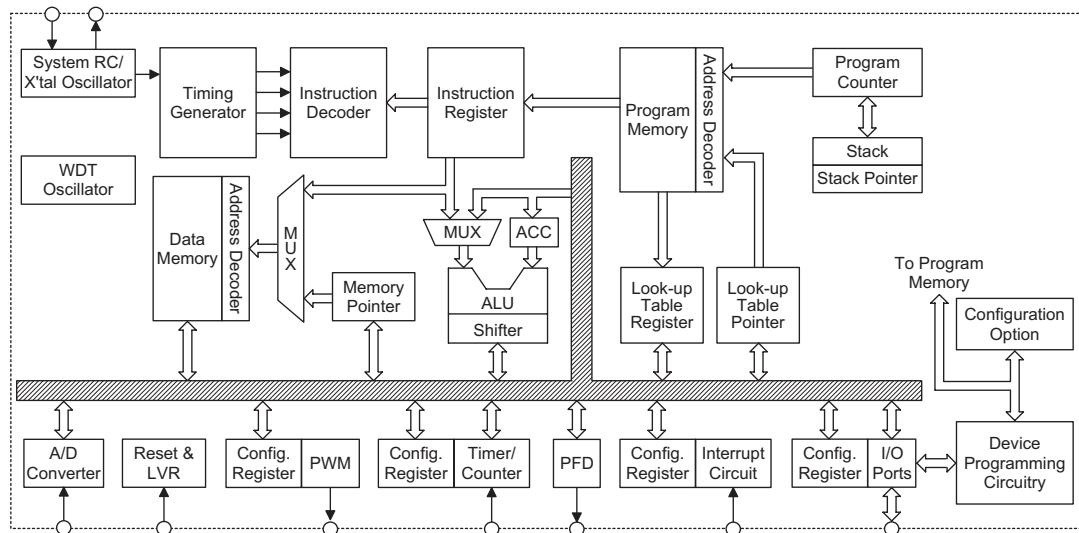 System RC/
X'tal Oscillator
Timing
Generator
Instruction
Decoder
Instruction
Register
Program
Memory
Address Decoder
Program
Counter
Stack
Stack Pointer
WDT
Oscillator
Data
Memory
Address Decoder
MUX
MUX
ACC
Memory
Pointer
ALU
Shifter
Look-up
Table
Register
Look-up
Table
Pointer
To Program
Memory
Configuration
Option
A/D
Converter
Reset &
LVR
Config.
Register
PWM
Config.
Register
Timer/
Counter
PFD
Config.
Register
Interrupt
Circuit
Config.
Register
I/O
Ports
Device
Programming
Circuitry